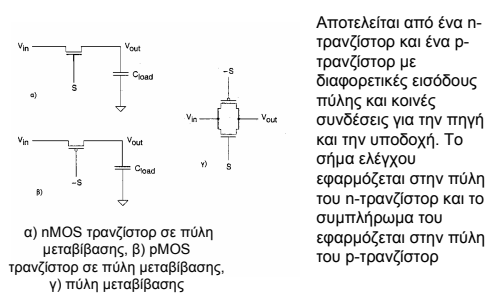 Vin
Vout
Cload
S
α)
Vin
Vout
Cload
–S
β)
–S
Vin
Vout
S
γ)
α) nMOS τρανζίστορ σε πύλη
μεταβίβασης, β) pMOS
τρανζίστορ σε πύλη μεταβίβασης,
γ) πύλη μεταβίβασης
Αποτελείται από ένα n-
τρανζίστορ και ένα p-
τρανζίστορ με
διαφορετικές εισόδους
πύλης και κοινές
συνδέσεις για την πηγή
και την υποδοχή. Το
σήμα ελέγχου
εφαρμόζεται στην πύλη
του n-τρανζίστορ και το
συμπλήρωμα του
εφαρμόζεται στην πύλη
του p-τρανζίστορ